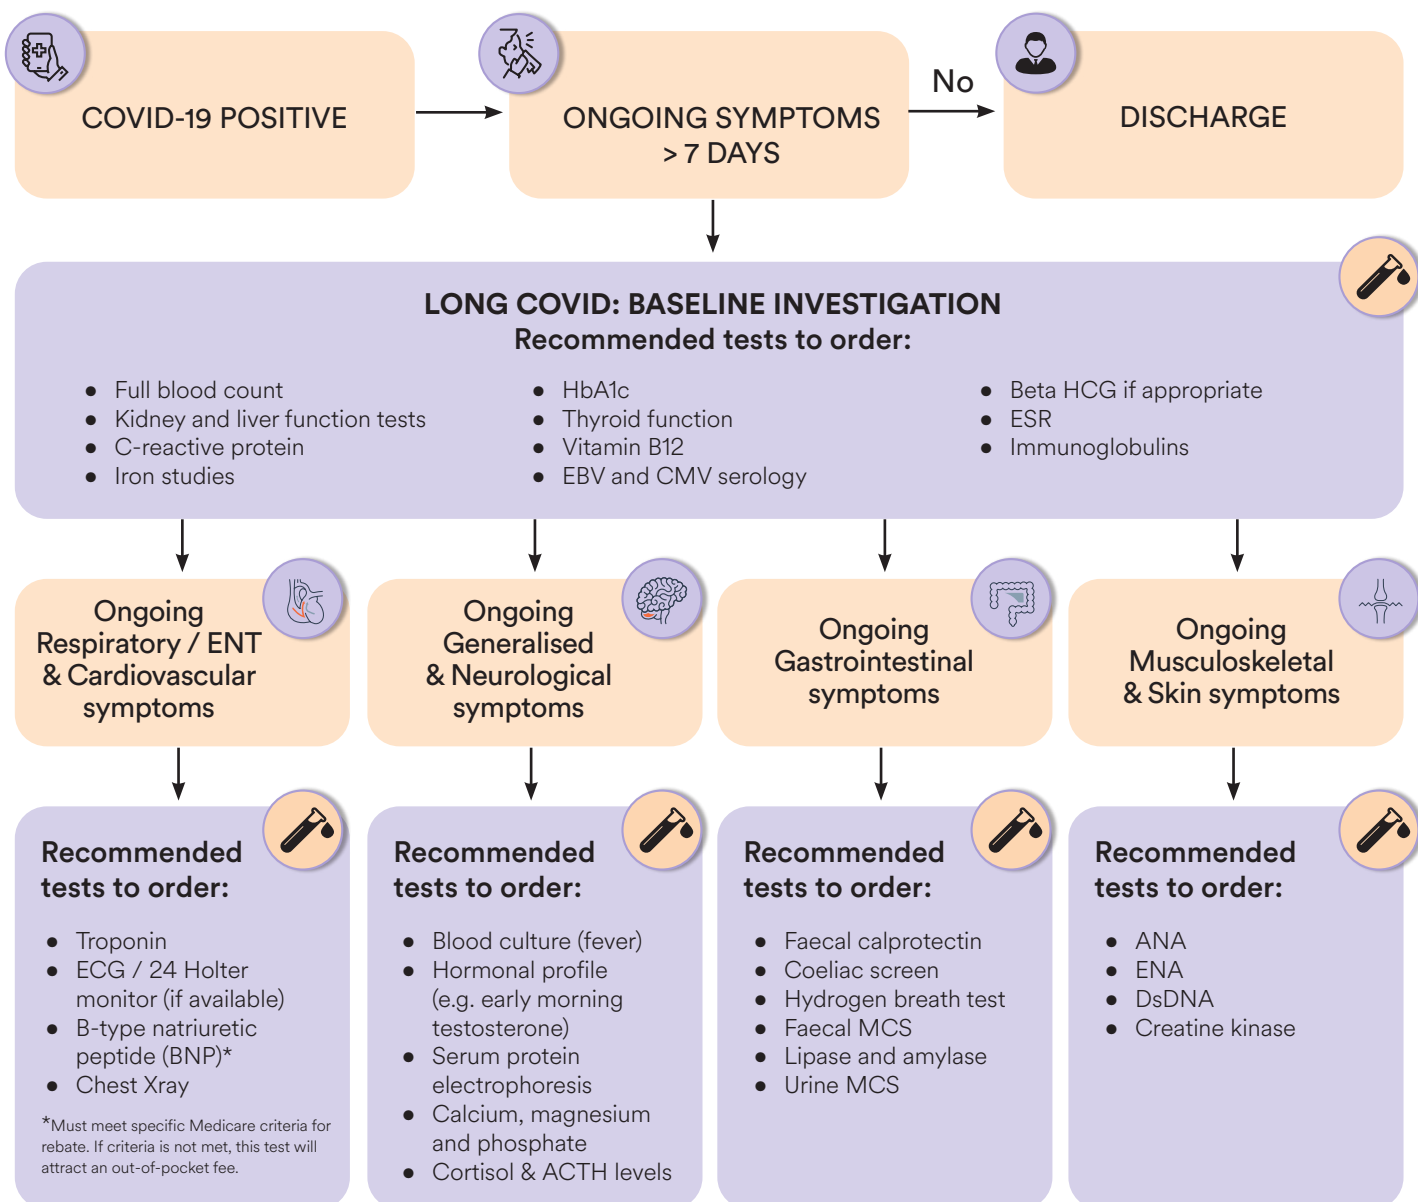 COVID-19 POSITIVE
ONGOING SYMPTOMS
> 7 DAYS
No
DISCHARGE
LONG COVID: BASELINE INVESTIGATION
Recommended tests to order:
● Full blood count
● Kidney and liver function tests
● C-reactive protein
● Iron studies
● HbA1c
● Thyroid function
● Vitamin B12
● EBV and CMV serology
● Beta HCG if appropriate
● ESR
● Immunoglobulins
Ongoing
Respiratory / ENT
& Cardiovascular
symptoms
Ongoing
Generalised
& Neurological
symptoms
Ongoing
Gastrointestinal
symptoms
Ongoing
Musculoskeletal
& Skin symptoms
Recommended
tests to order:
● Troponin
● ECG / 24 Holter
monitor (if available)
● B-type natriuretic
peptide (BNP)*
● Chest Xray
*Must meet specific Medicare criteria for
rebate. If criteria is not met, this test will
attract an out-of-pocket fee.
Recommended
tests to order:
● Blood culture (fever)
● Hormonal profile
(e.g. early morning
testosterone)
● Serum protein
electrophoresis
● Calcium, magnesium
and phosphate
● Cortisol & ACTH levels
Recommended
tests to order:
● Faecal calprotectin
● Coeliac screen
● Hydrogen breath test
● Faecal MCS
● Lipase and amylase
● Urine MCS
Recommended
tests to order:
● ANA
● ENA
● DsDNA
● Creatine kinase